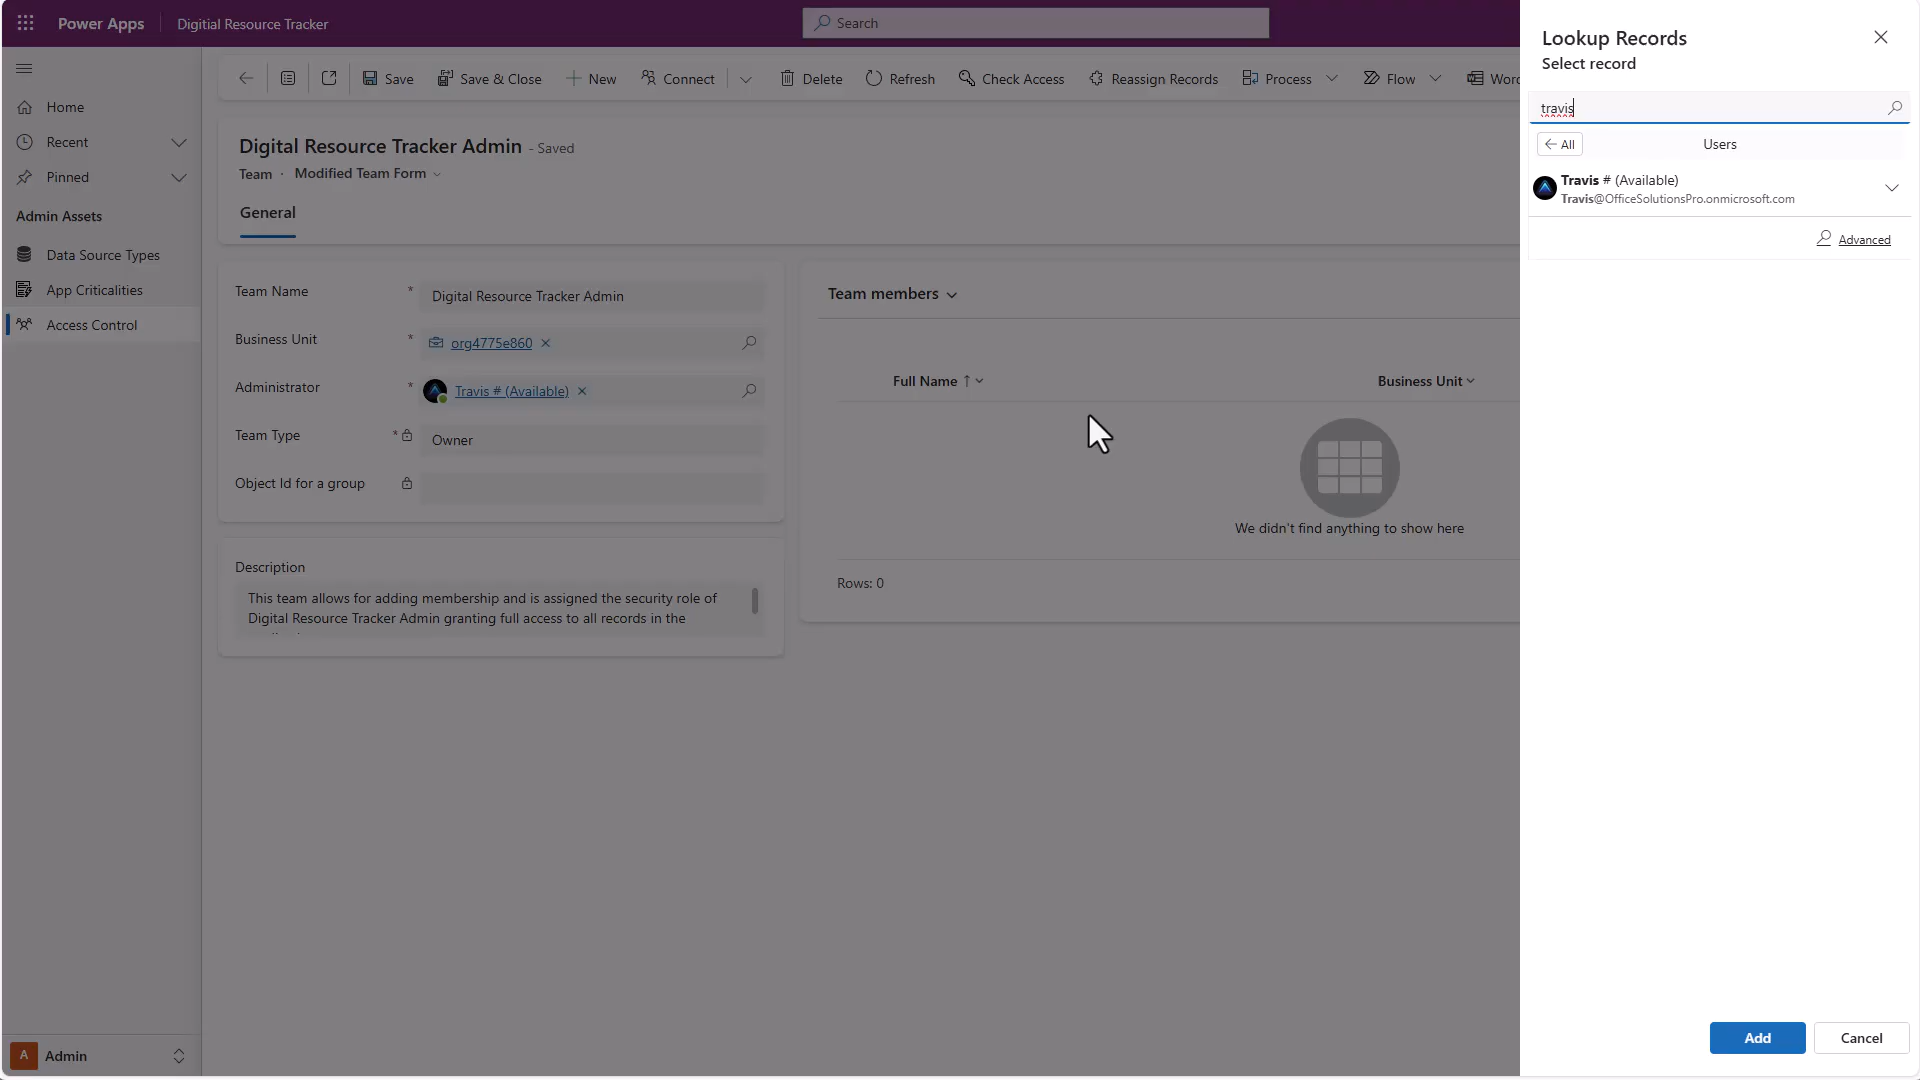 Power Apps
Digitial Resource Tracker
Search
Home
Recent
Pinned
Admin Assets
Data Source Types
App Criticalities
Access Control
A
Admin
Save
Save & Close
New
Connect
Delete
Refresh
Check Access
Reassign Records
Process
Flow
Word
Digital Resource Tracker Admin - Saved
Team · Modified Team Form
General
Team Name * Digital Resource Tracker Admin
Business Unit * org4775e860
Administrator * Travis # (Available)
Team Type * Owner
Object Id for a group
Description
This team allows for adding membership and is assigned the security role of
Digital Resource Tracker Admin granting full access to all records in the
Team members
Full Name ↑
Business Unit
We didn't find anything to show here
Rows: 0
Lookup Records
Select record
travis
All
Users
Travis # (Available)
Travis@OfficeSolutionsPro.onmicrosoft.com
Advanced
Add
Cancel